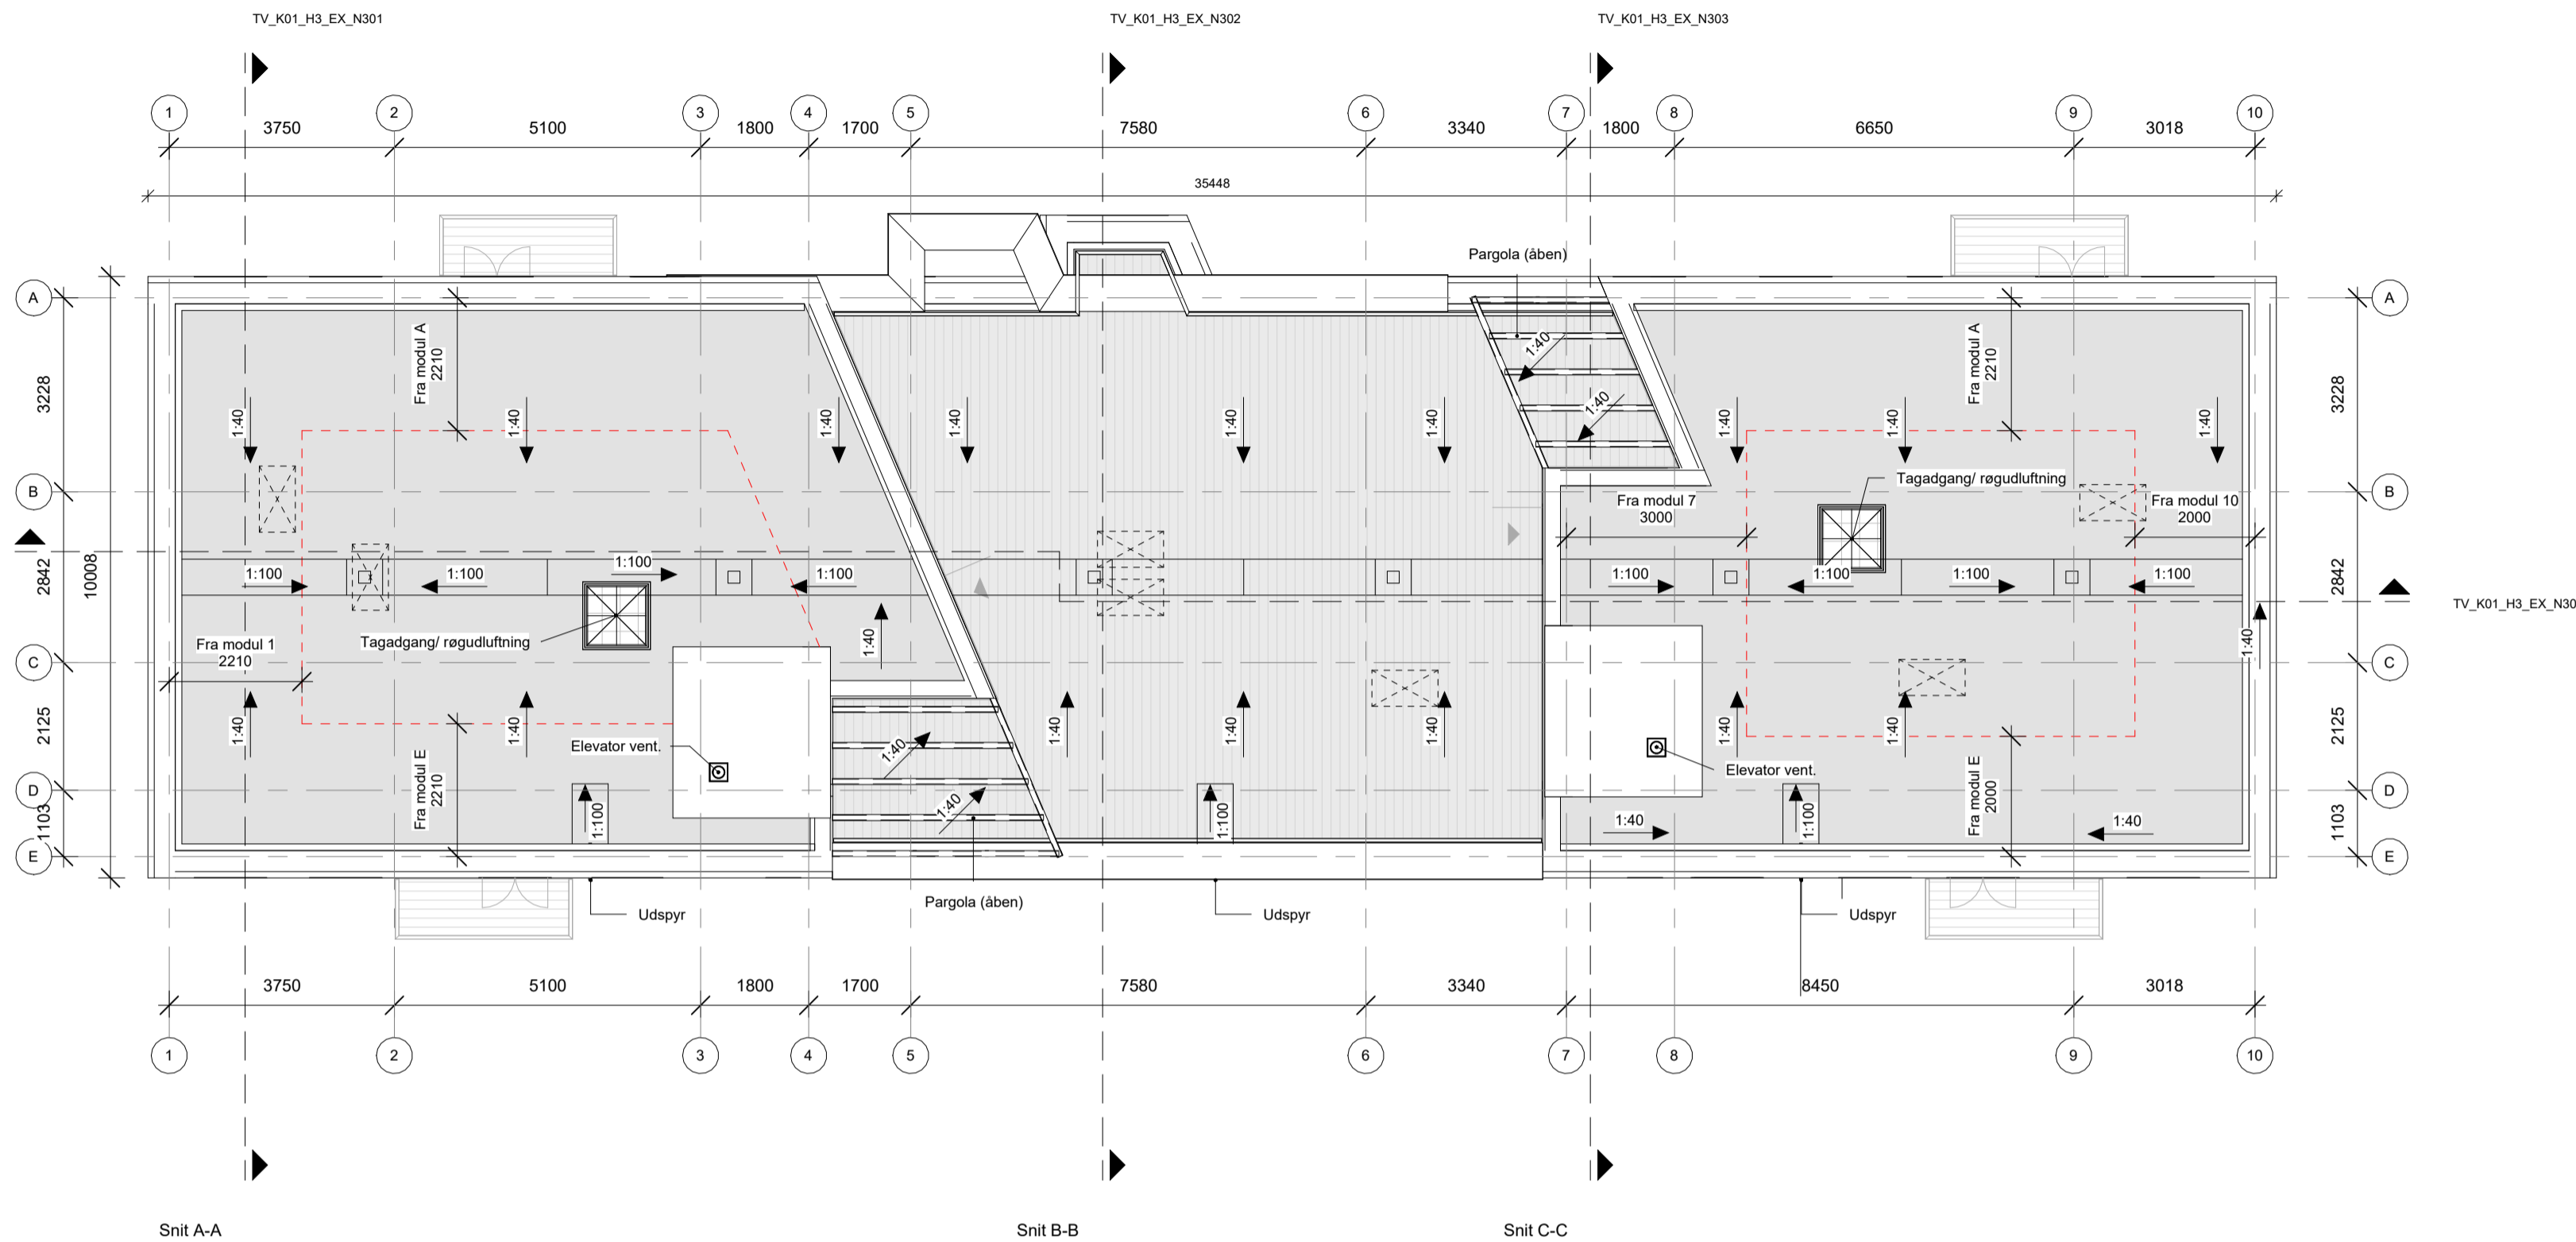 TV_K01_H3_EX_N301
TV_K01_H3_EX_N302
TV_K01_H3_EX_N303
1
2
3
4
5
6
7
8
9
10
3750
5100
1800
1700
7580
3340
1800
6650
3018
35448
Pargola (åben)
A
A
Fra modul A
2210
Fra modul A
2210
3228
3228
1:40
1:40
1:40
1:40
1:40
1:40
1:40
1:40
1:40
1:40
1:40
B
B
Tagadgang/ røgudluftning
Fra modul 7
3000
Fra modul 10
2000
2842
10008
2842
1:100
1:100
1:100
1:100
1:100
1:100
1:100
1:100
TV_K01_H3_EX_N30
Fra modul 1
2210
Tagadgang/ røgudluftning
1:40
1:40
C
C
2125
2125
1:40
1:40
1:40
1:40
1:40
1:40
1:40
Elevator vent.
1:40
Elevator vent.
Fra modul E
2210
Fra modul E
2000
D
D
1:40
1:100
1:100
1:100
1:40
1:40
1103
1103
E
E
Pargola (åben)
Udspyr
Udspyr
Udspyr
3750
5100
1800
1700
7580
3340
8450
3018
1
2
3
4
5
6
7
8
9
10
Snit A-A
Snit B-B
Snit C-C